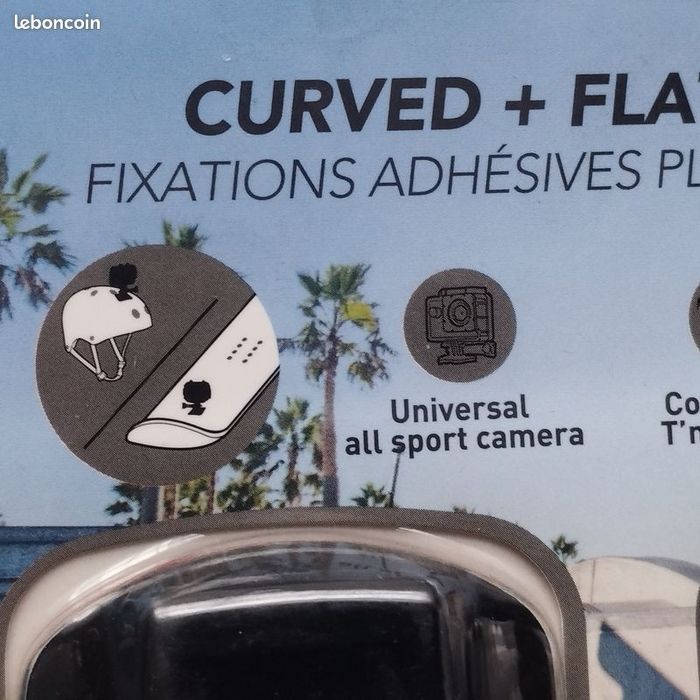 leboncoin
CURVED + FLA
FIXATIONS ADHÉSIVES PL
Universal
all sport camera
Co
T'n